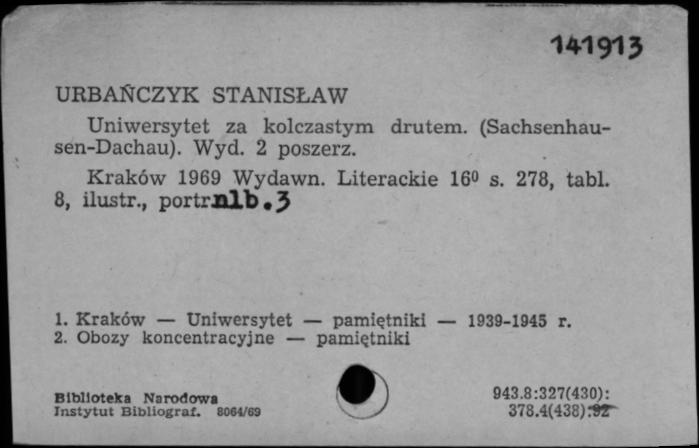 141913
URBAŃCZYK STANISŁAW
Uniwersytet za kolczastym drutem. (Sachsenhau-
sen-Dachau). Wyd. 2 poszerz.
Kraków 1969 Wydawn. Literackie 16⁰ s. 278, tabl.
8, ilustr., portr. nlb. 3
1. Kraków — Uniwersytet — pamiętniki — 1939-1945 r.
2. Obozy koncentracyjne — pamiętniki
Biblioteka Narodowa
Instytut Bibliograf. 8064/69
943.8:327(430):
378.4(438):92